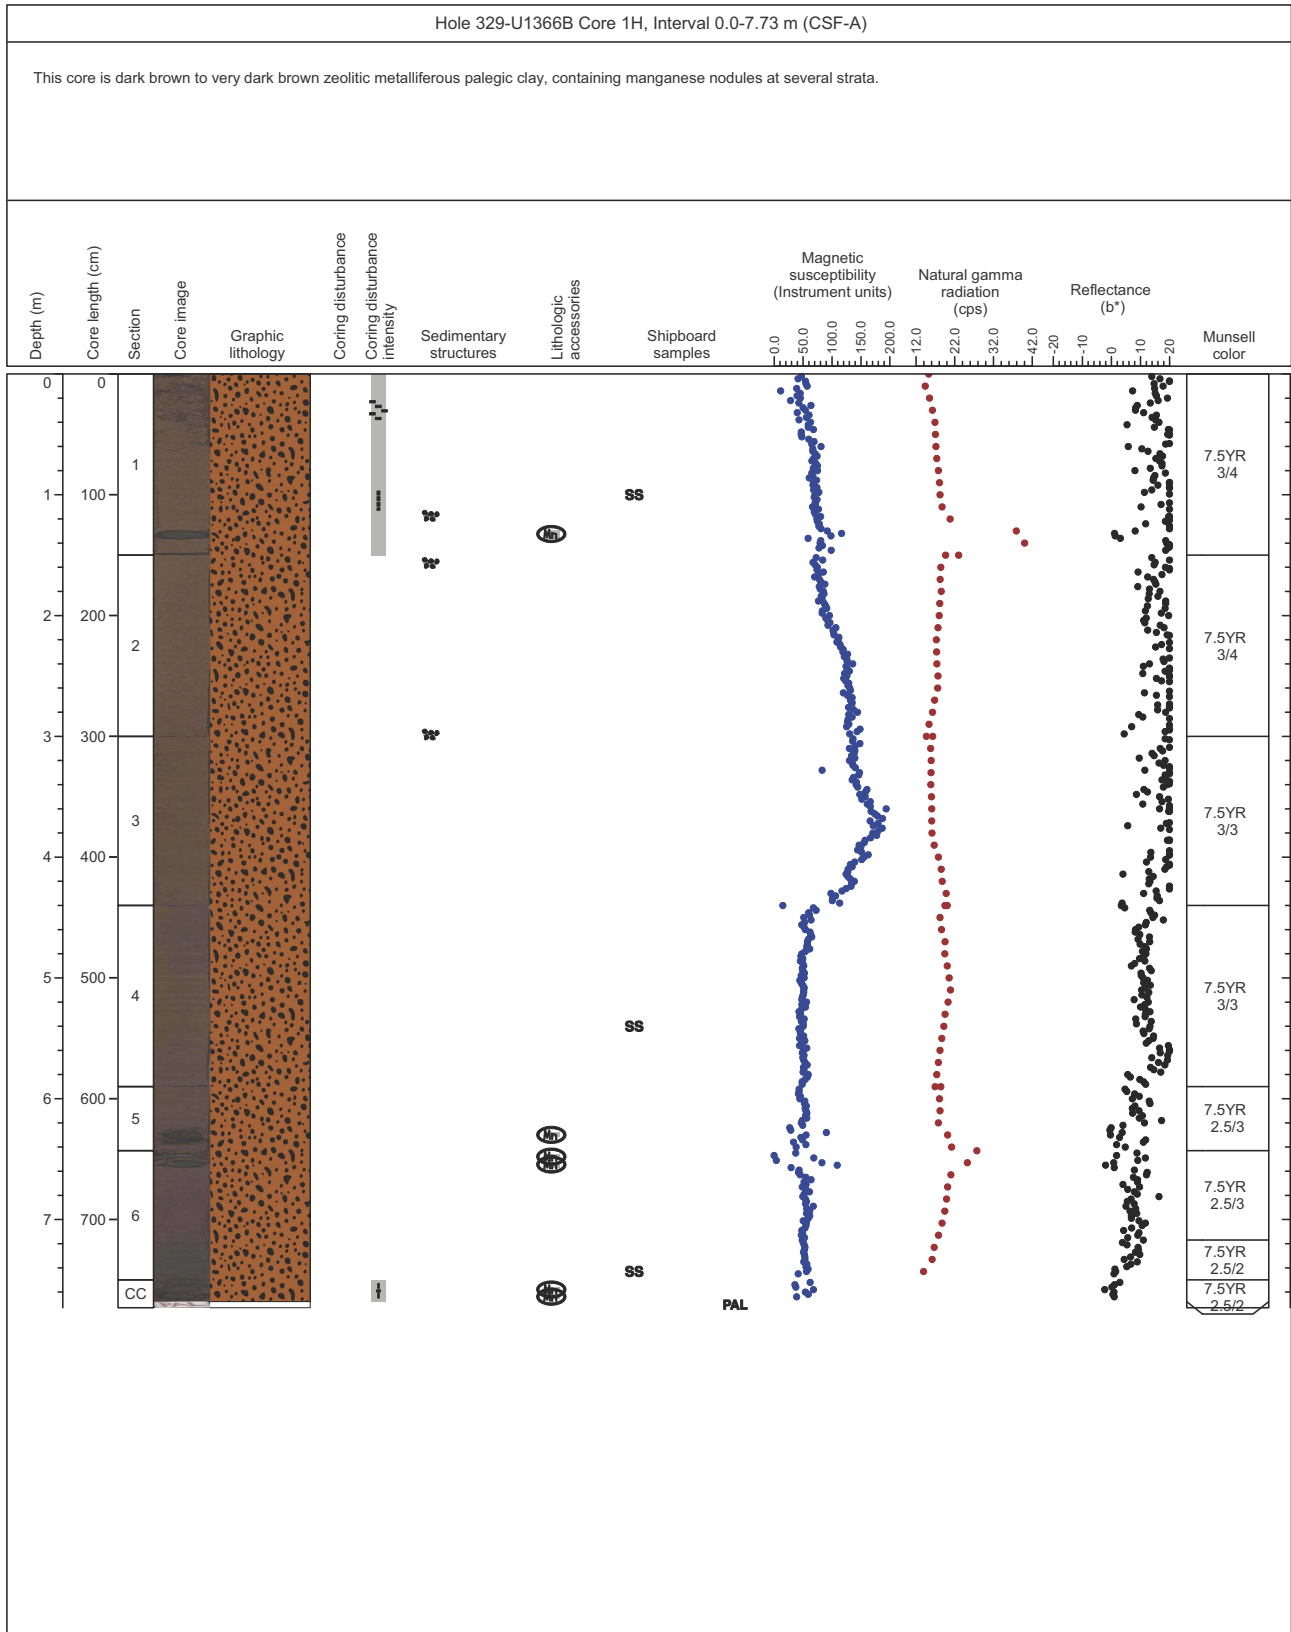 Hole 329-U1366B Core 1H, Interval 0.0-7.73 m (CSF-A)
This core is dark brown to very dark brown zeolitic metalliferous palegic clay, containing manganese nodules at several strata.
Depth (m)
Core length (cm)
Section
Core image
Graphic
lithology
Coring disturbance
Coring disturbance
intensity
Sedimentary
structures
Lithologic
accessories
Shipboard
samples
Magnetic
susceptibility
(Instrument units)
0.0
50.0
100.0
150.0
200.0
Natural gamma
radiation
(cps)
12.0
22.0
32.0
42.0
Reflectance
(b*)
-20
-10
0
10
20
Munsell
color
0
1
2
3
4
5
6
7
0
100
200
300
400
500
600
700
1
2
3
4
5
6
CC
Mn
Mn
Mn
Mn
Mn
Mn
SS
SS
SS
PAL
7.5YR
3/4
7.5YR
3/4
7.5YR
3/3
7.5YR
3/3
7.5YR
2.5/3
7.5YR
2.5/3
7.5YR
2.5/2
7.5YR
2.5/2